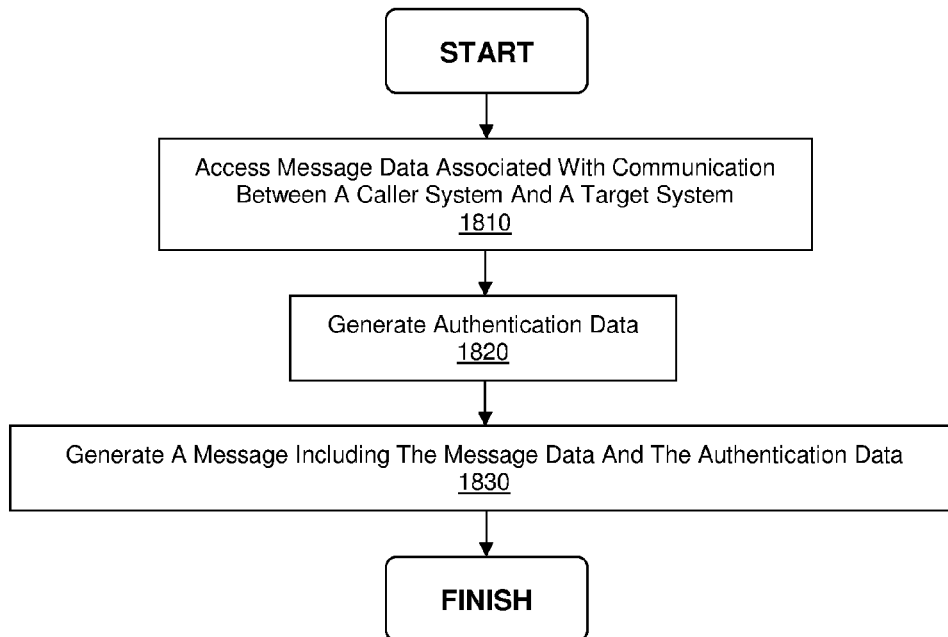 START
Access Message Data Associated With Communication
Between A Caller System And A Target System
1810
Generate Authentication Data
1820
Generate A Message Including The Message Data And The Authentication Data
1830
FINISH